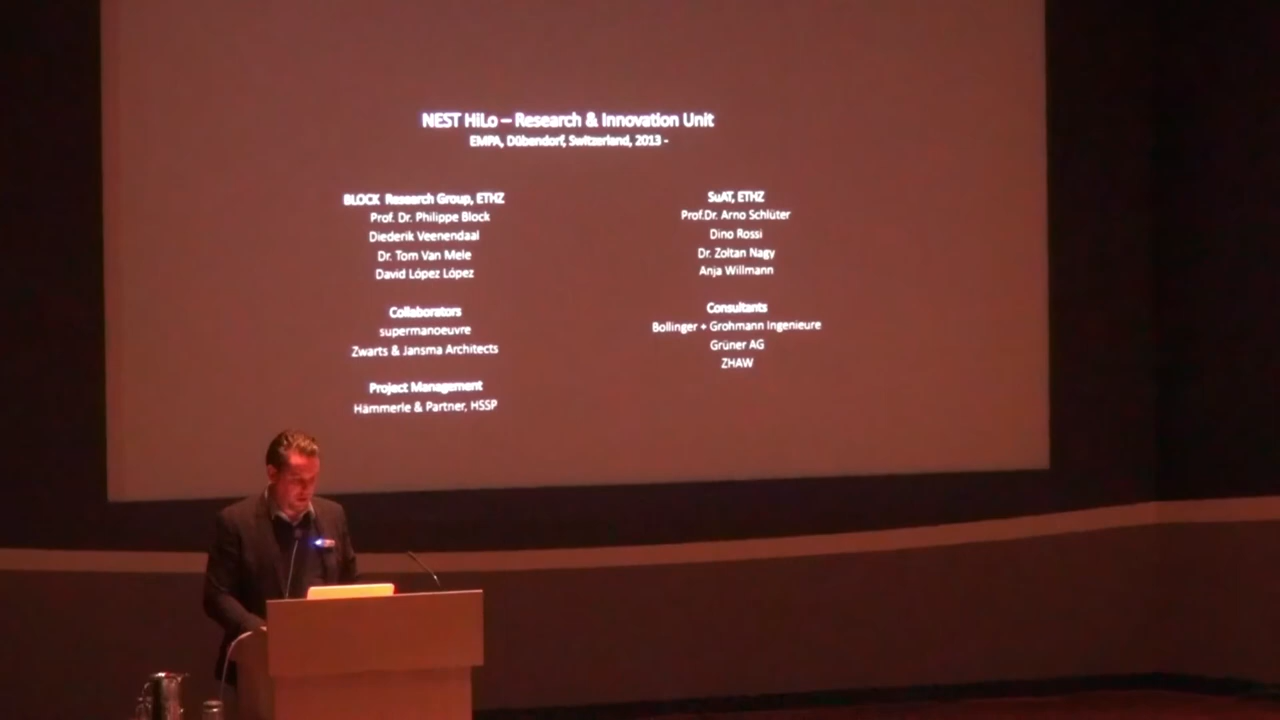 NEST HiLo – Research & Innovation Unit
EMPA, Dübendorf, Switzerland, 2013 -
BLOCK Research Group, ETHZ
Prof. Dr. Philippe Block
Diederik Veenendaal
Dr. Tom Van Mele
David López López
Collaborators
supermanoeuvre
Zwarts & Jansma Architects
Project Management
Hämmerle & Partner, HSSP
SuAT, ETHZ
Prof.Dr. Arno Schlüter
Dino Rossi
Dr. Zoltan Nagy
Anja Willmann
Consultants
Bollinger + Grohmann Ingenieure
Grüner AG
ZHAW